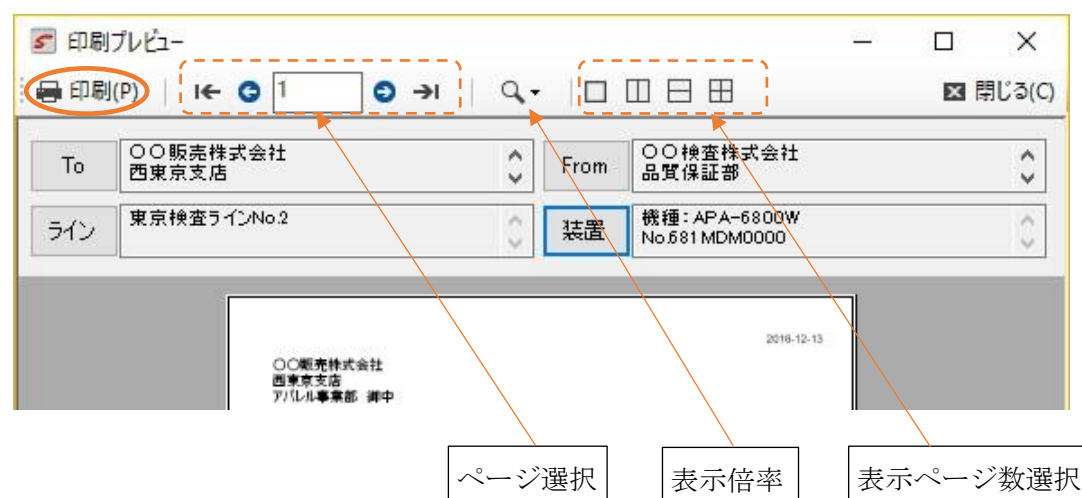 印刷プレビュー
印刷(P) 1 閉じる(C)
To
〇〇販売株式会社
西東京支店
From
〇〇検査株式会社
品質保証部
ライン
東京検査ラインNo.2
装置
機種:APA-6800W
No.681MDM0000
2016-12-13
〇〇販売株式会社
西東京支店
アパレル事業部 御中
ページ選択
表示倍率
表示ページ数選択